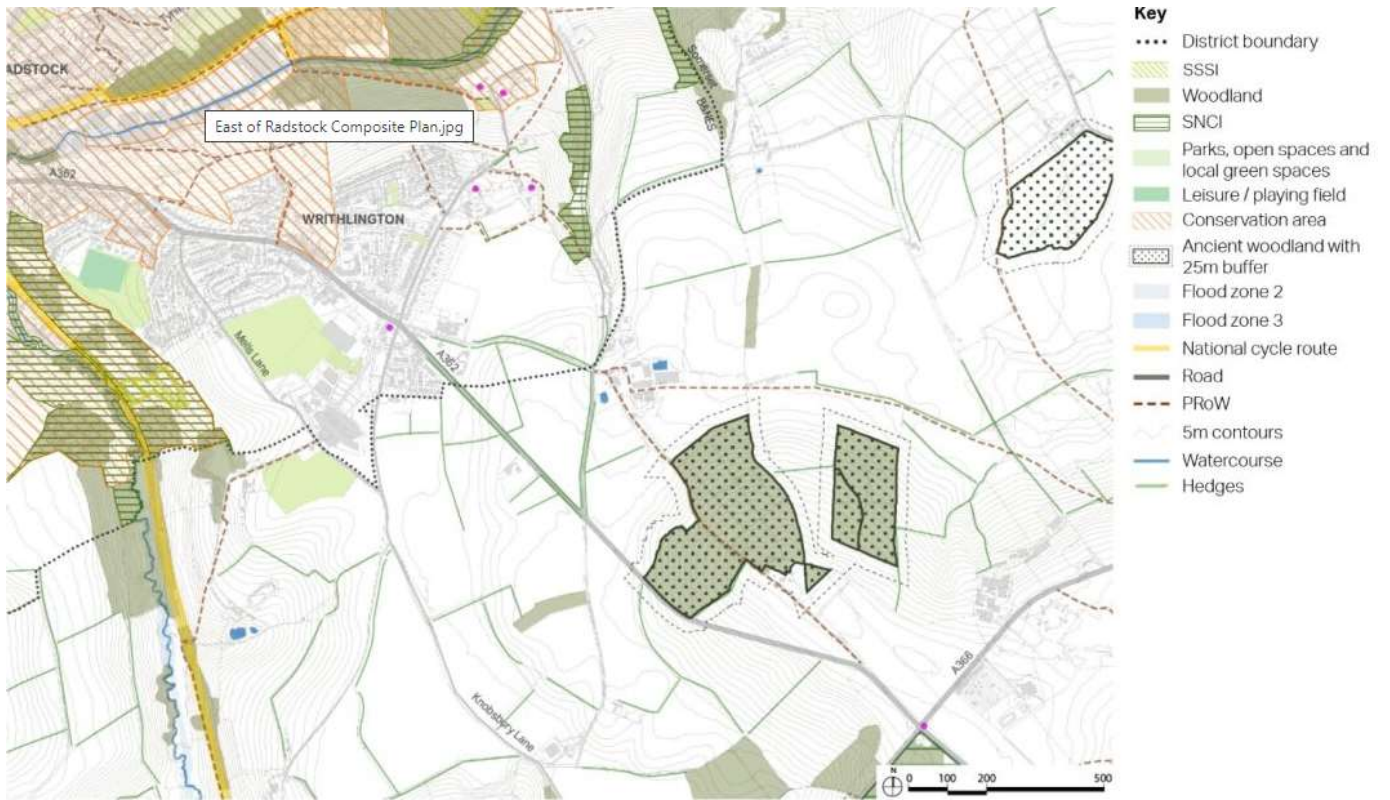 ADSTOCK
A362
East of Radstock Composite Plan.jpg
WRITHLINGTON
Somerset
BANES
Mells Lane
A362
Knobsbury Lane
A366
N
0 100 200 500
Key
District boundary
SSSI
Woodland
SNCI
Parks, open spaces and
local green spaces
Leisure / playing field
Conservation area
Ancient woodland with
25m buffer
Flood zone 2
Flood zone 3
National cycle route
Road
PRoW
5m contours
Watercourse
Hedges